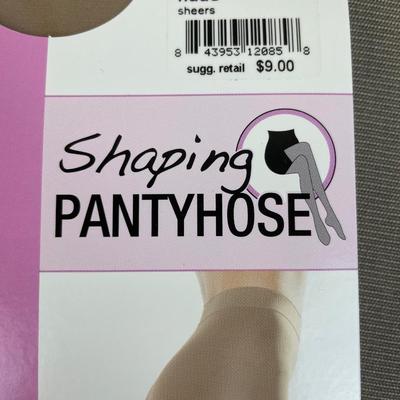 sheers
8 43953 12085 8
sugg. retail $9.00
Shaping
PANTYHOSE